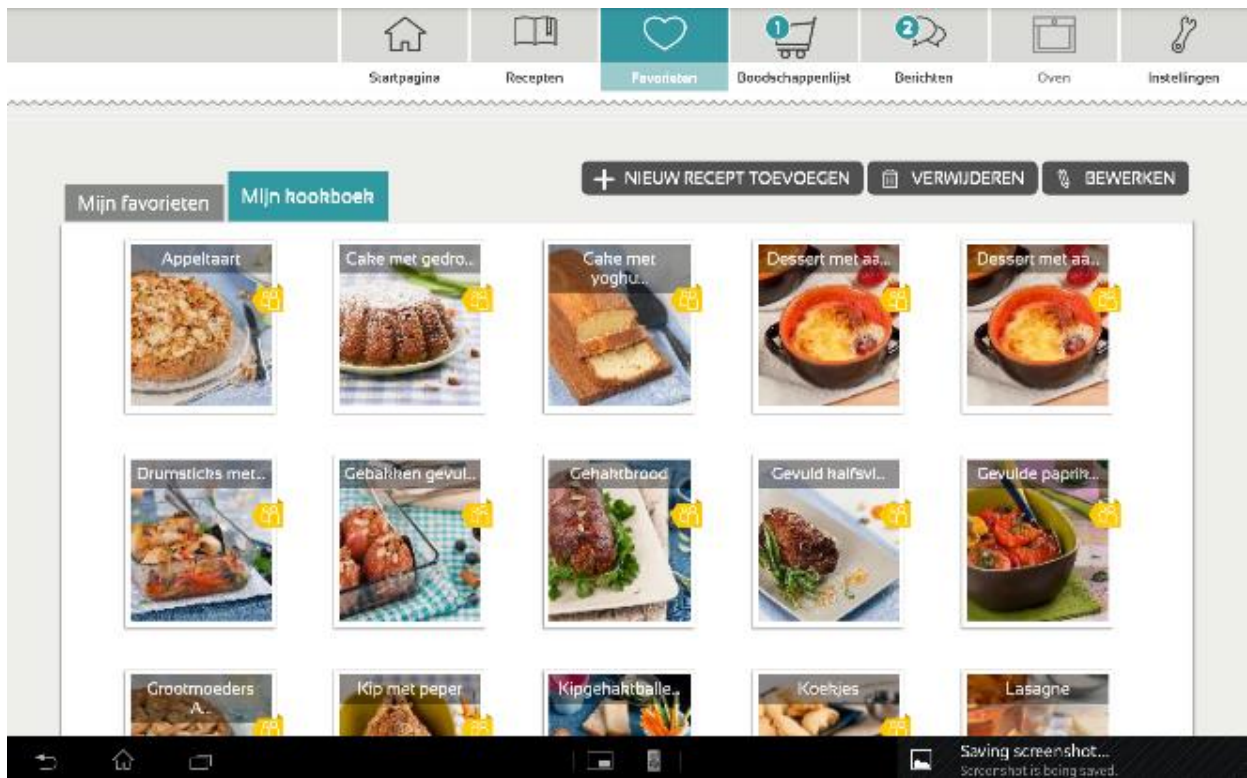 1
2
Startpagina
Recepten
Favorieten
Boodschappenlijst
Berichten
Oven
Instellingen
Mijn favorieten
Mijn kookboek
NIEUW RECEPT TOEVOEGEN
VERWIJDEREN
BEWERKEN
Appeltaart
Cake met gedro...
Cake met
yoghu...
Dessert met aa...
Dessert met aa...
Drumsticks met...
Gebakken gevul...
Gehaktbrood
Gevuld kalfsvl...
Gevulde paprik...
Grootmoeders
A...
Kip met peper
Kipgehaktballe...
Koekjes
Lasagne
Saving screenshot...
Screenshot is being saved.